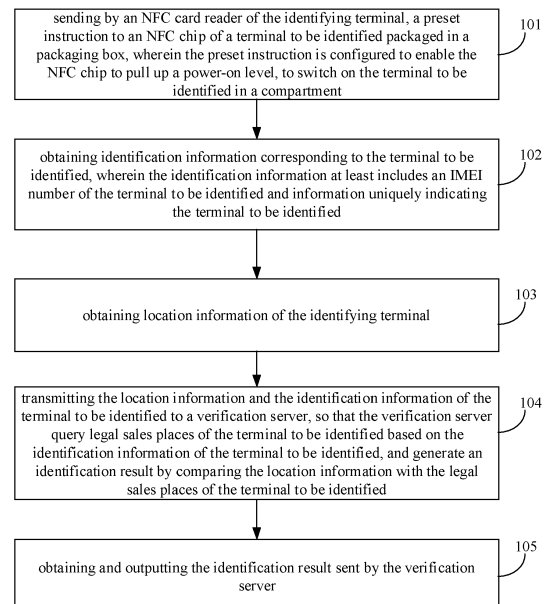 sending by an NFC card reader of the identifying terminal, a preset
instruction to an NFC chip of a terminal to be identified packaged in a
packaging box, wherein the preset instruction is configured to enable the
NFC chip to pull up a power-on level, to switch on the terminal to be
identified in a compartment
101
obtaining identification information corresponding to the terminal to be
identified, wherein the identification information at least includes an IMEI
number of the terminal to be identified and information uniquely indicating
the terminal to be identified
102
obtaining location information of the identifying terminal
103
transmitting the location information and the identification information of the
terminal to be identified to a verification server, so that the verification server
query legal sales places of the terminal to be identified based on the
identification information of the terminal to be identified, and generate an
identification result by comparing the location information with the legal
sales places of the terminal to be identified
104
obtaining and outputting the identification result sent by the verification
server
105